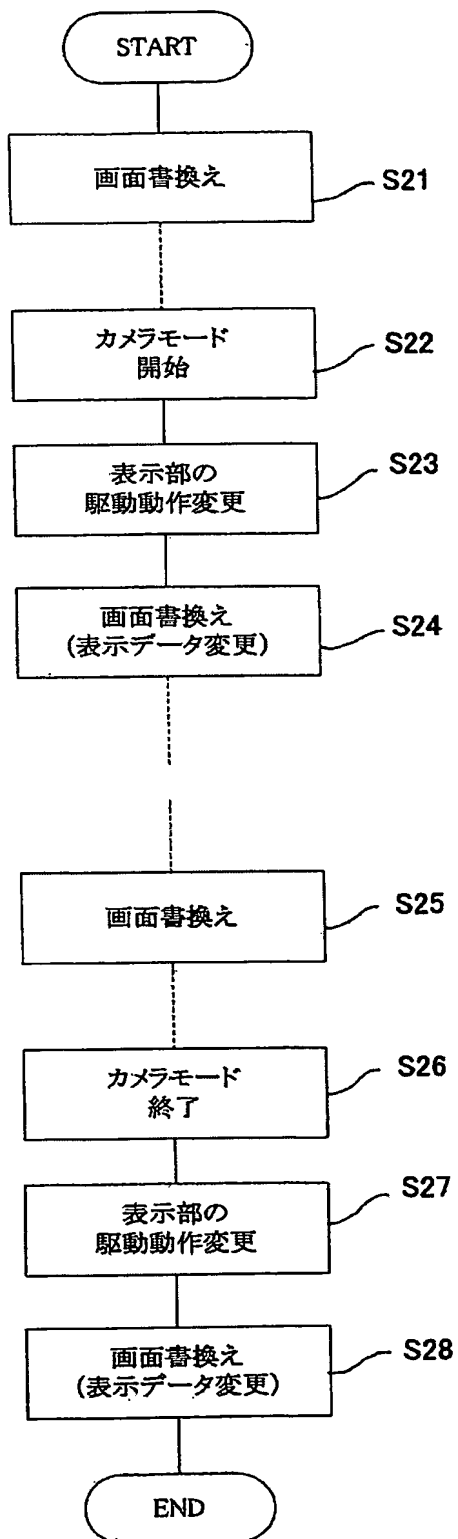 START
画面書換え
S21
カメラモード
開始
S22
表示部の
駆動動作変更
S23
画面書換え
(表示データ変更)
S24
画面書換え
S25
カメラモード
終了
S26
表示部の
駆動動作変更
S27
画面書換え
(表示データ変更)
S28
END